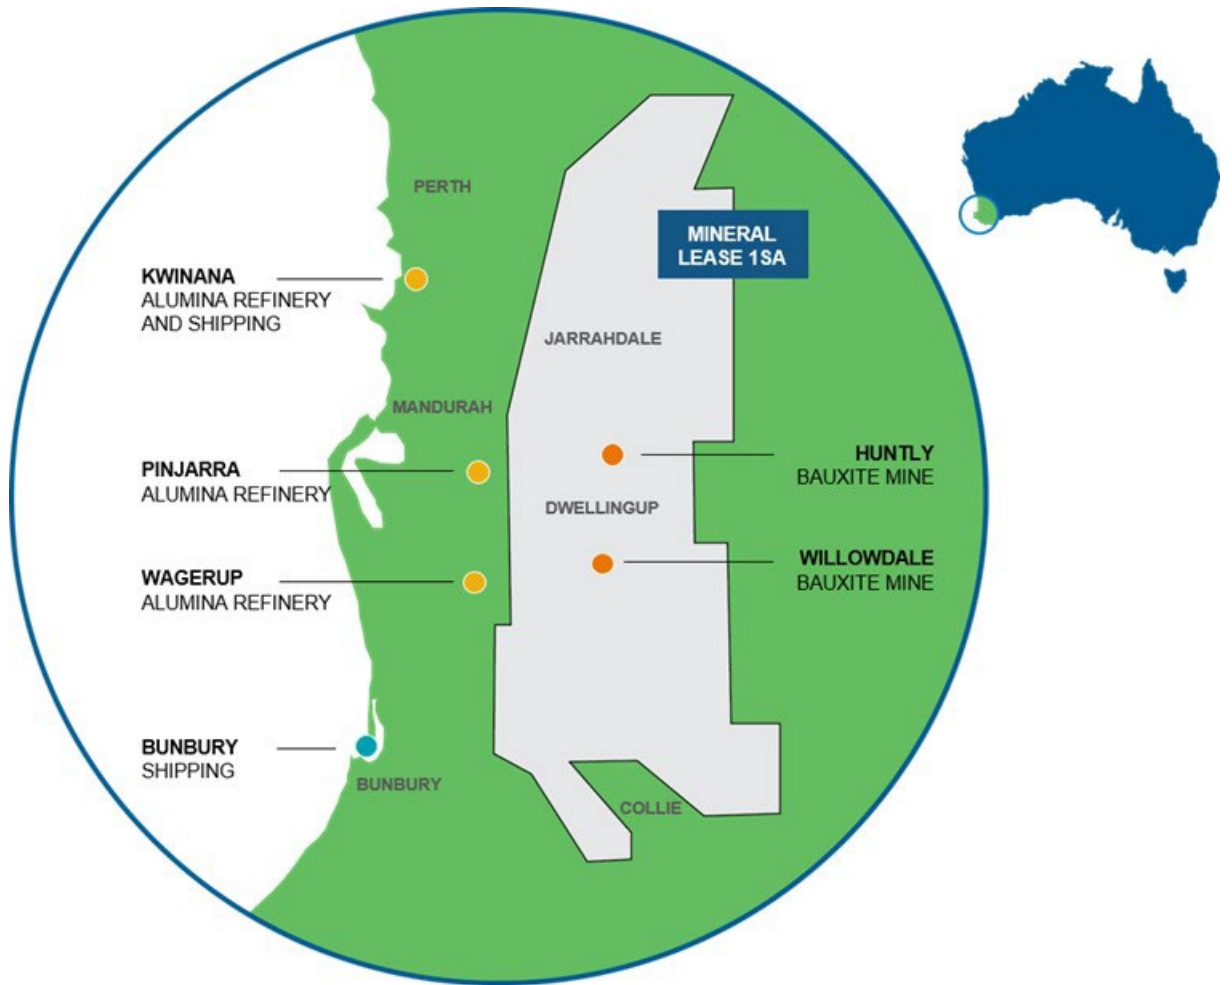 PERTH
MINERAL
LEASE 1SA
KWINANA
ALUMINA REFINERY
AND SHIPPING
JARRAHDALE
MANDURAH
HUNTLY
BAUXITE MINE
PINJARRA
ALUMINA REFINERY
DWELLINGUP
WILLOWDALE
BAUXITE MINE
WAGERUP
ALUMINA REFINERY
BUNBURY
SHIPPING
BUNBURY
COLLIE